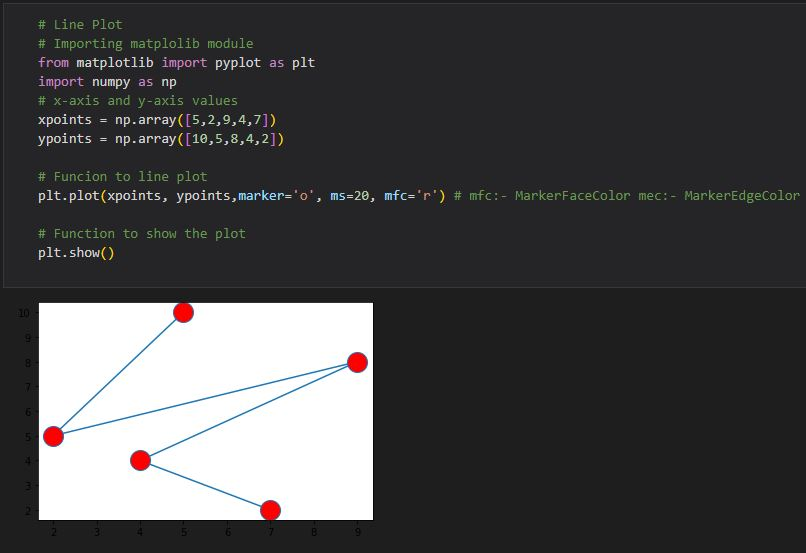 # Line Plot
# Importing matplolib module
from matplotlib import pyplot as plt
import numpy as np
# x-axis and y-axis values
xpoints = np.array([5,2,9,4,7])
ypoints = np.array([10,5,8,4,2])
# Funcion to line plot
plt.plot(xpoints, ypoints,marker='o', ms=20, mfc='r') # mfc:- MarkerFaceColor mec:- MarkerEdgeColor
# Function to show the plot
plt.show()
10
9
8
7
6
5
4
3
2
2 3 4 5 6 7 8 9